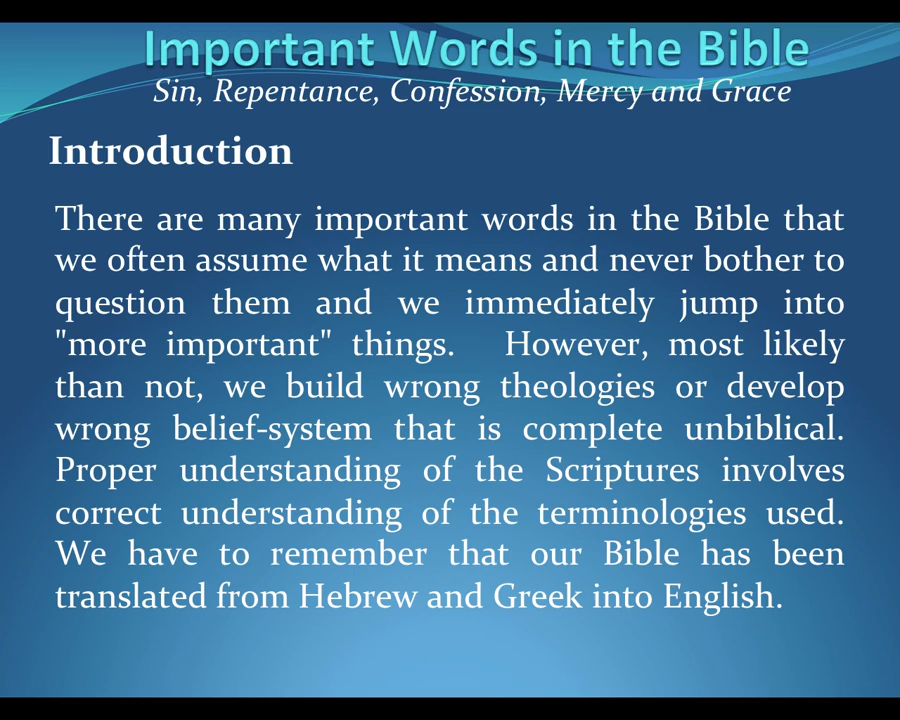 Important Words in the Bible
Sin, Repentance, Confession, Mercy and Grace
Introduction
There are many important words in the Bible that
we often assume what it means and never bother to
question them and we immediately jump into
"more important" things. However, most likely
than not, we build wrong theologies or develop
wrong belief-system that is complete unbiblical.
Proper understanding of the Scriptures involves
correct understanding of the terminologies used.
We have to remember that our Bible has been
translated from Hebrew and Greek into English.